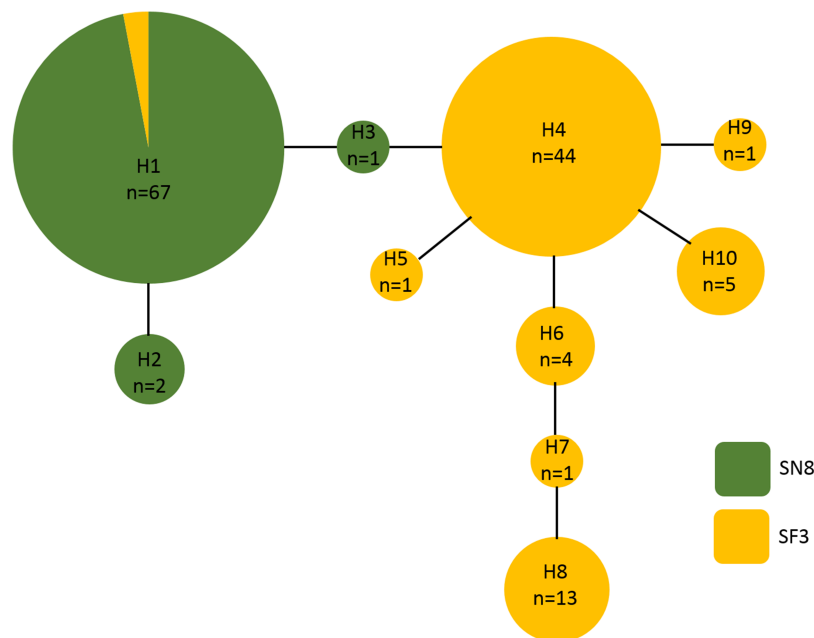 H1
n=67
H3
n=1
H4
n=44
H9
n=1
H5
n=1
H10
n=5
H2
n=2
H6
n=4
H7
n=1
H8
n=13
SN8
SF3